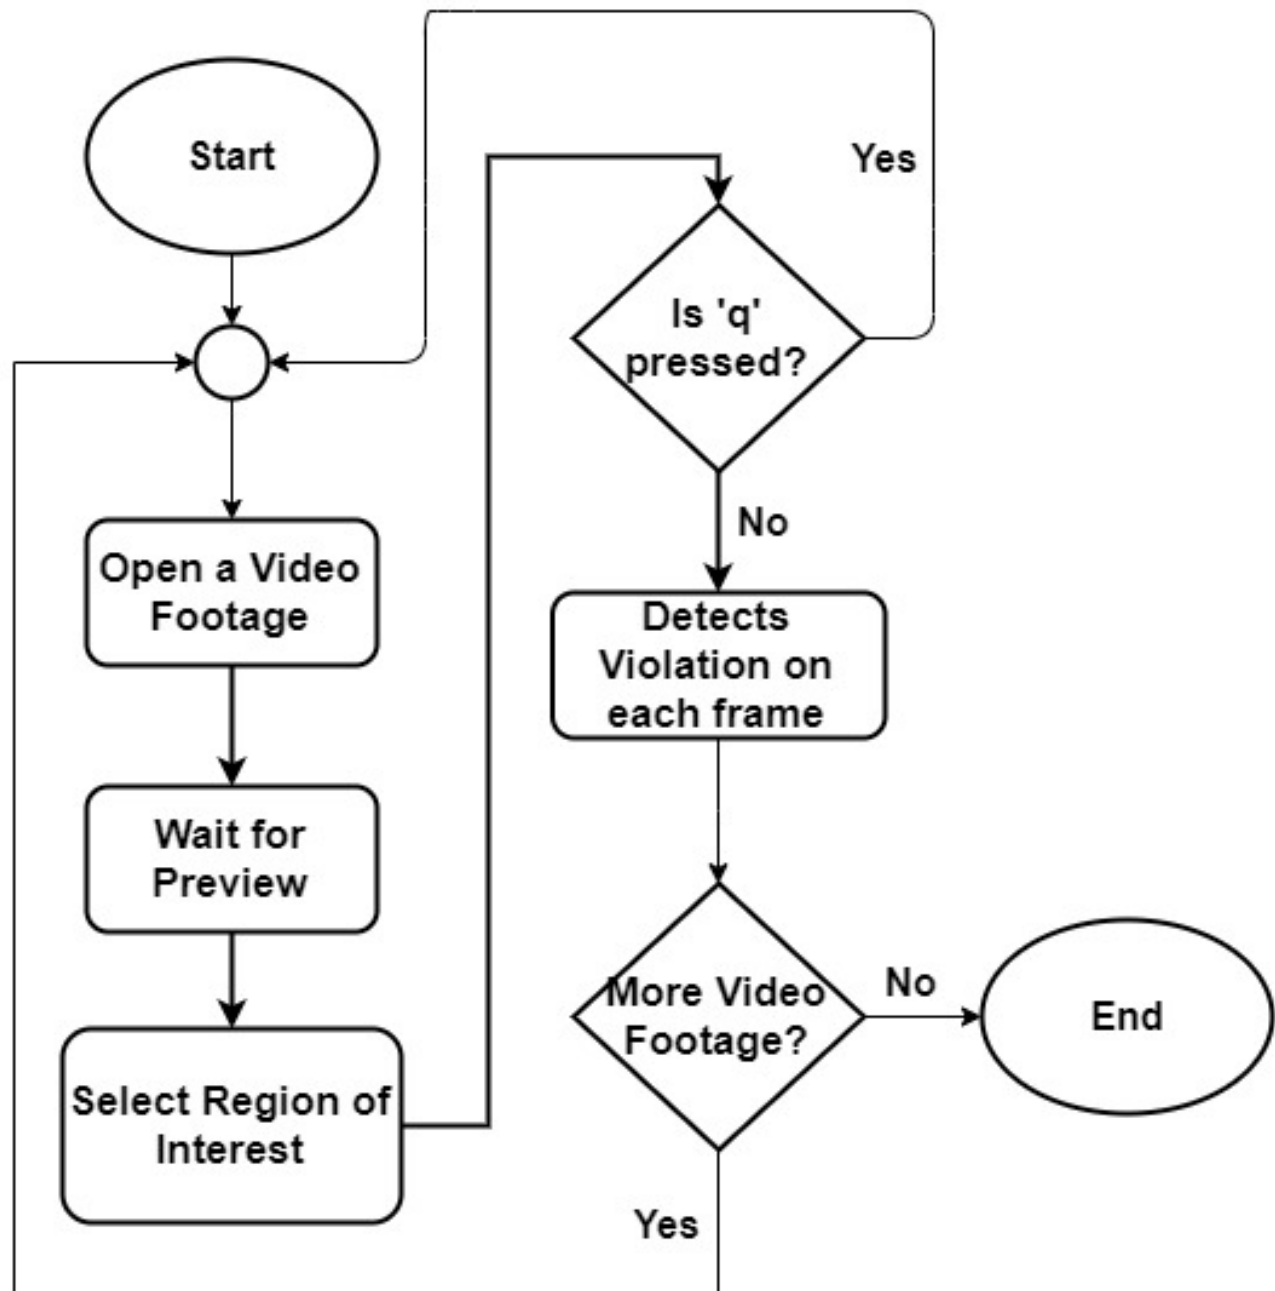 Start
Open a Video
Footage
Wait for
Preview
Select Region of
Interest
Is 'q'
pressed?
Yes
No
Detects
Violation on
each frame
More Video
Footage?
No
End
Yes